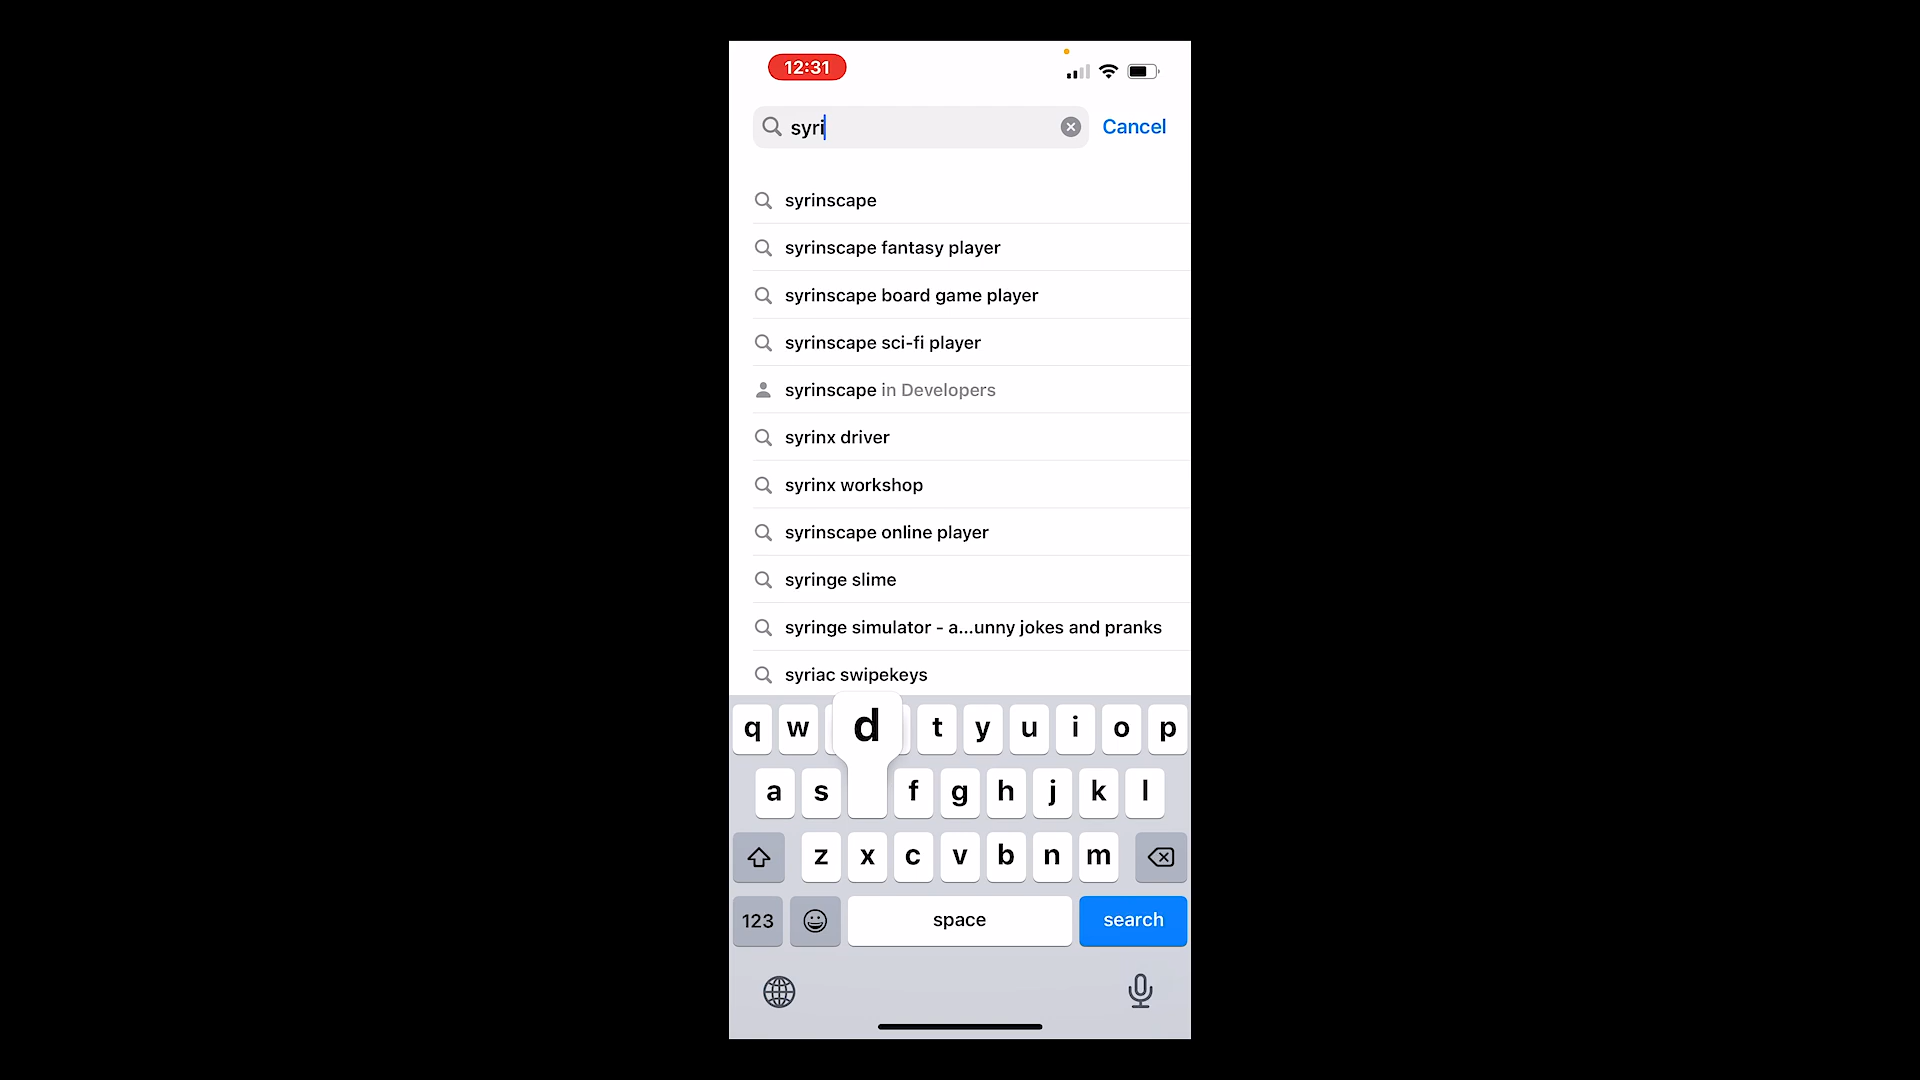 12:31
syri Cancel
syrinscape
syrinscape fantasy player
syrinscape board game player
syrinscape sci-fi player
syrinscape in Developers
syrinx driver
syrinx workshop
syrinscape online player
syringe slime
syringe simulator - a...unny jokes and pranks
syriac swipekeys
q w d t y u i o p
a s f g h j k l
z x c v b n m
123 space search